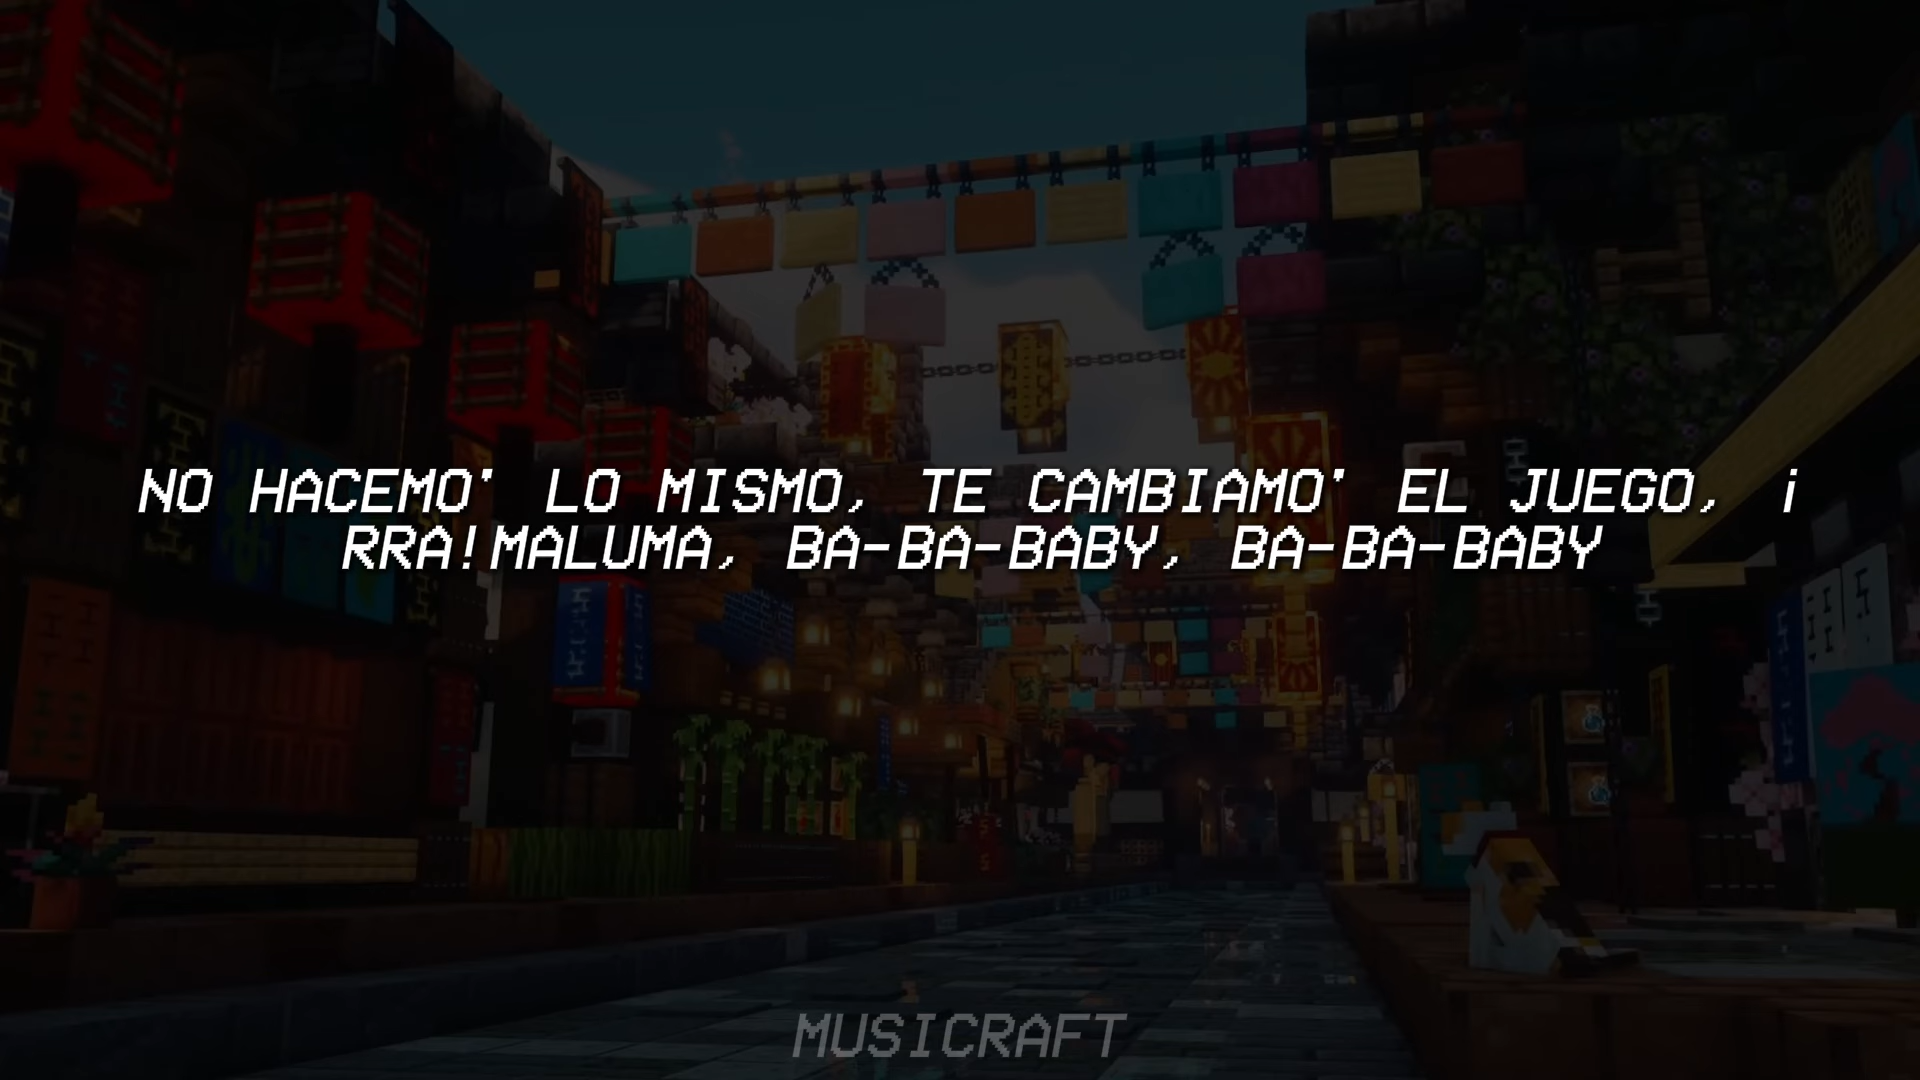 NO HACEMO' LO MISMO, TE CAMBIAMO' EL JUEGO, ¡
RRA!MALUMA, BA-BA-BABY, BA-BA-BABY
MUSICRAFT